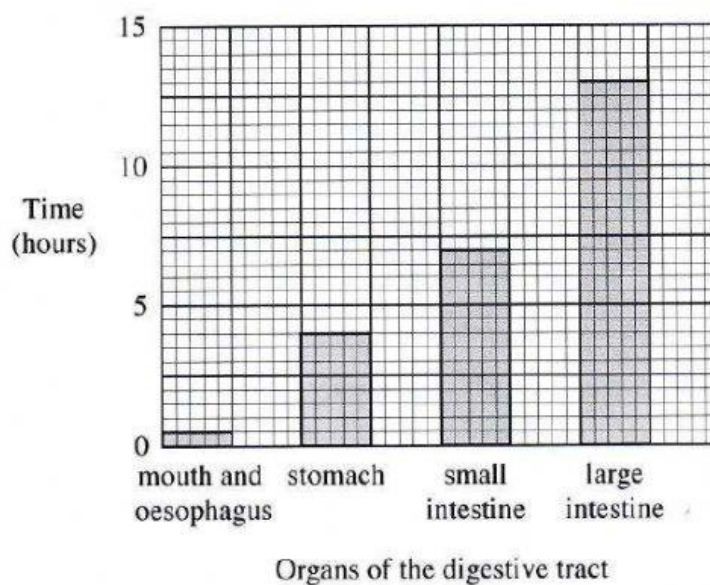 15
10
Time
(hours)
5
0
mouth and
oesophagus
stomach
small
intestine
large
intestine
Organs of the digestive tract